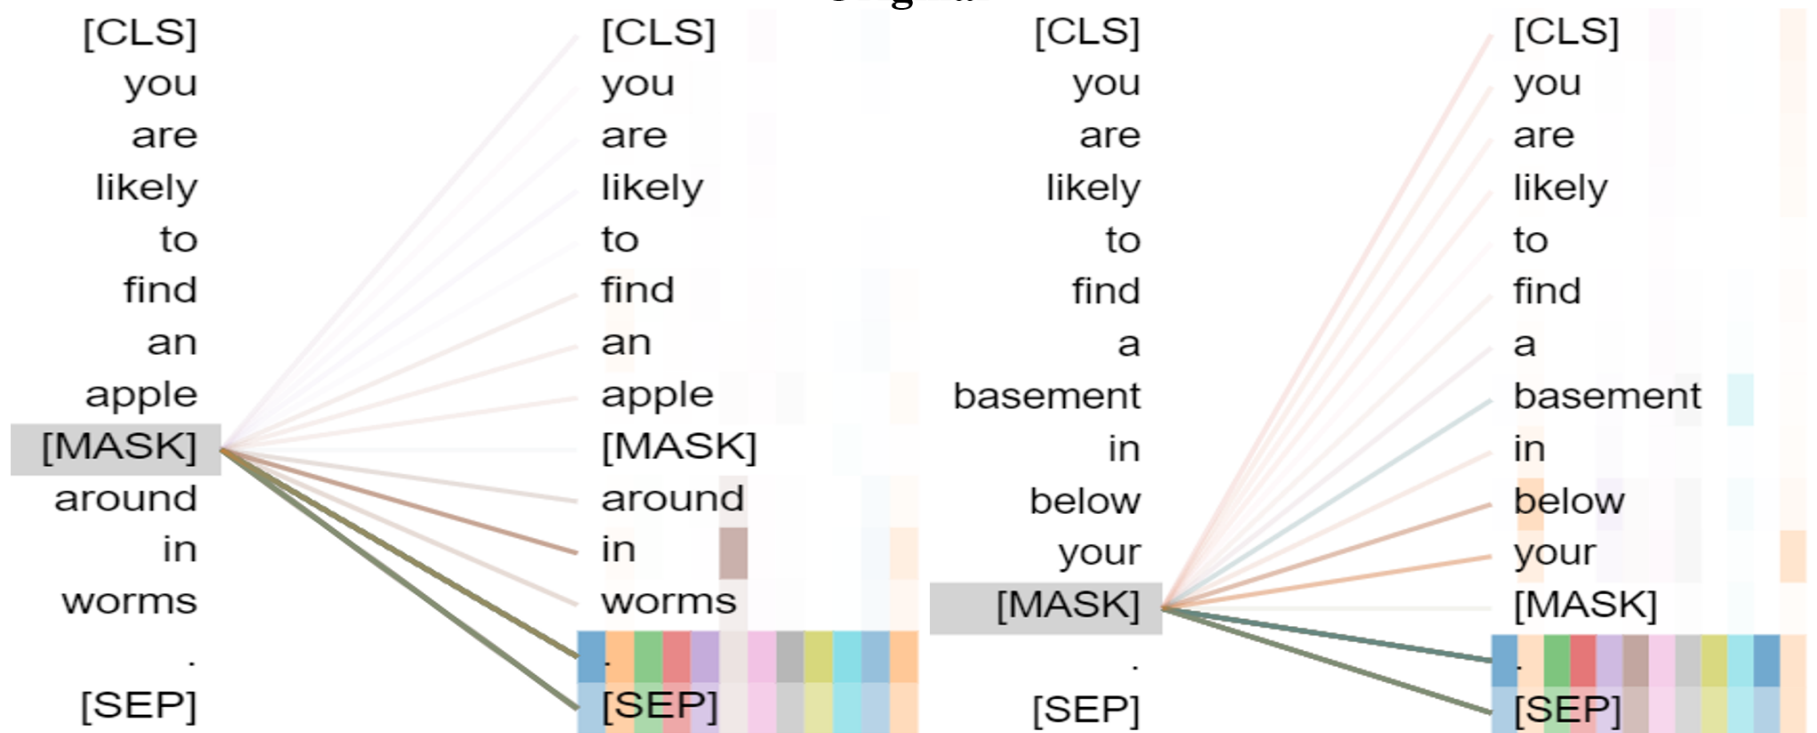 [CLS] [CLS] [CLS] [CLS]
you you you you
are are are are
likely likely likely likely
to to to to
find find find find
an an a a
apple apple basement basement
[MASK] [MASK] in in
around around below below
in in your your
worms worms [MASK] [MASK]
. . . .
[SEP] [SEP] [SEP] [SEP]